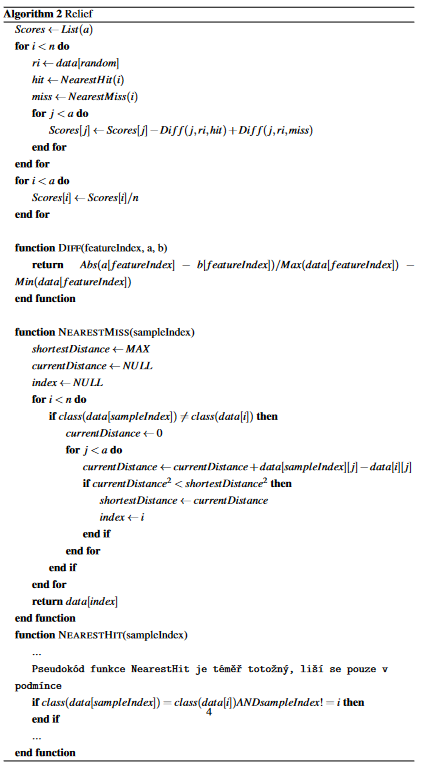 Algorithm 2 Relief
Scores ← List(a)
for i < n do
ri ← data[random]
hit ← NearestHit(i)
miss ← NearestMiss(i)
for j < a do
Scores[j] ← Scores[j] − Diff(j,ri,hit) + Diff(j,ri,miss)
end for
end for
for i < a do
Scores[i] ← Scores[i]/n
end for
function DIFF(featureIndex, a, b)
return Abs(a[featureIndex] − b[featureIndex])/Max(data[featureIndex]) −
Min(data[featureIndex])
end function
function NEARESTMISS(sampleIndex)
shortestDistance ← MAX
currentDistance ← NULL
index ← NULL
for i < n do
if class(data[sampleIndex]) ≠ class(data[i]) then
currentDistance ← 0
for j < a do
currentDistance ← currentDistance + data[sampleIndex][j] − data[i][j]
if currentDistance² < shortestDistance² then
shortestDistance ← currentDistance
index ← i
end if
end for
end if
end for
return data[index]
end function
function NEARESTHIT(sampleIndex)
...
Pseudokód funkce NearestHit je téměř totožný, liší se pouze v
podmínce
if class(data[sampleIndex]) = class(data[i])ANDsampleIndex! = i then
4
end if
...
end function